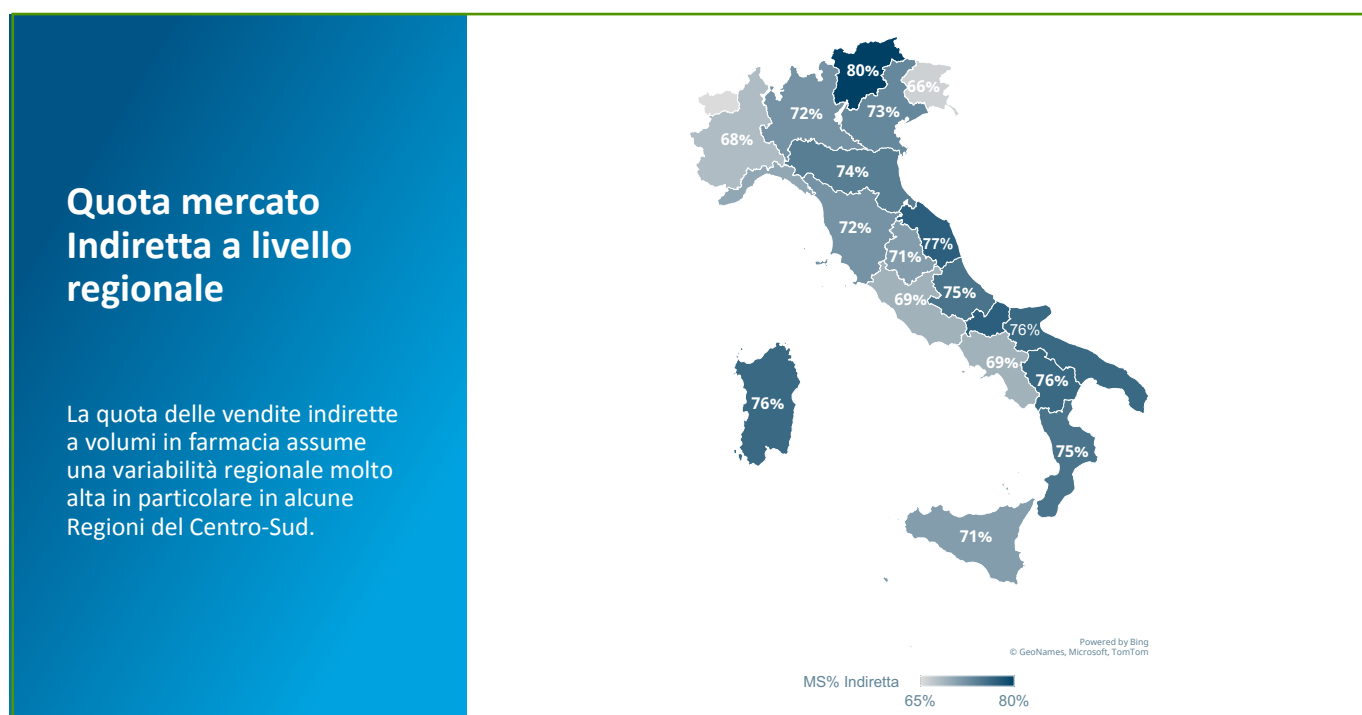 Quota mercato
Indiretta a livello
regionale
La quota delle vendite indirette
a volumi in farmacia assume
una variabilità regionale molto
alta in particolare in alcune
Regioni del Centro-Sud.
80%
66%
72%
73%
68%
74%
72%
77%
71%
75%
69%
76%
69%
76%
76%
75%
71%
Powered by Bing
© GeoNames, Microsoft, TomTom
MS% Indiretta
65%
80%